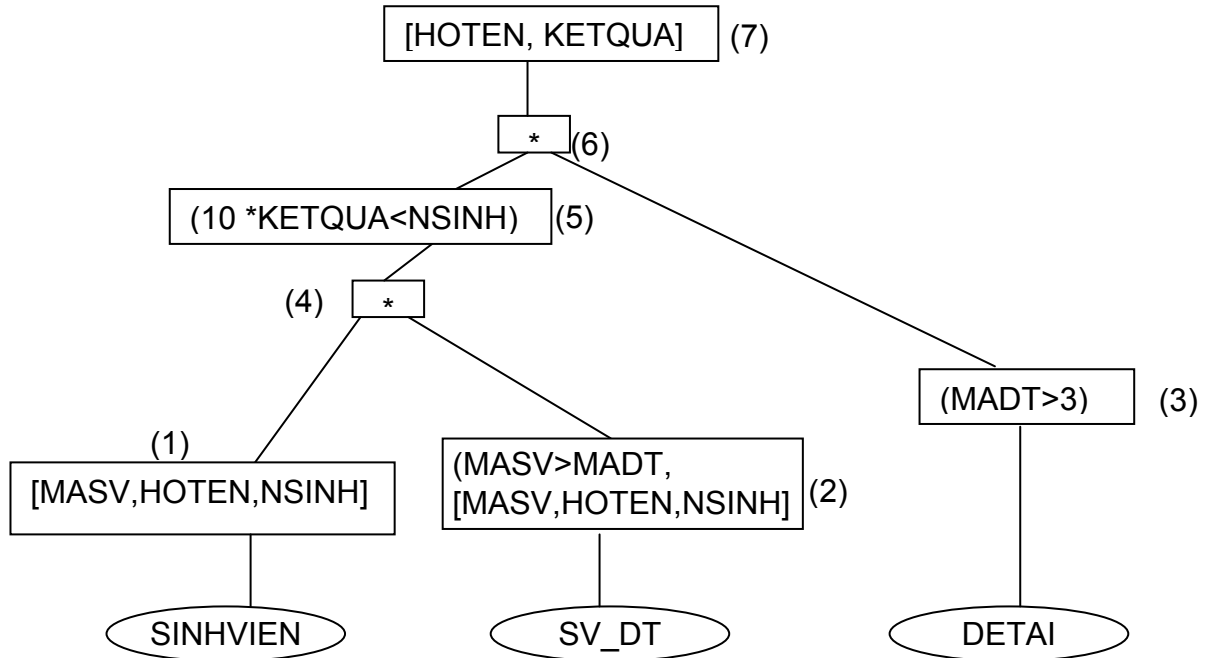 [HOTEN, KETQUA] (7)
* (6)
(10 *KETQUA<NSINH) (5)
(4) *
(MADT>3) (3)
(1)
[MASV,HOTEN,NSINH]
(MASV>MADT,
[MASV,HOTEN,NSINH] (2)
SINHVIEN
SV_DT
DETAI